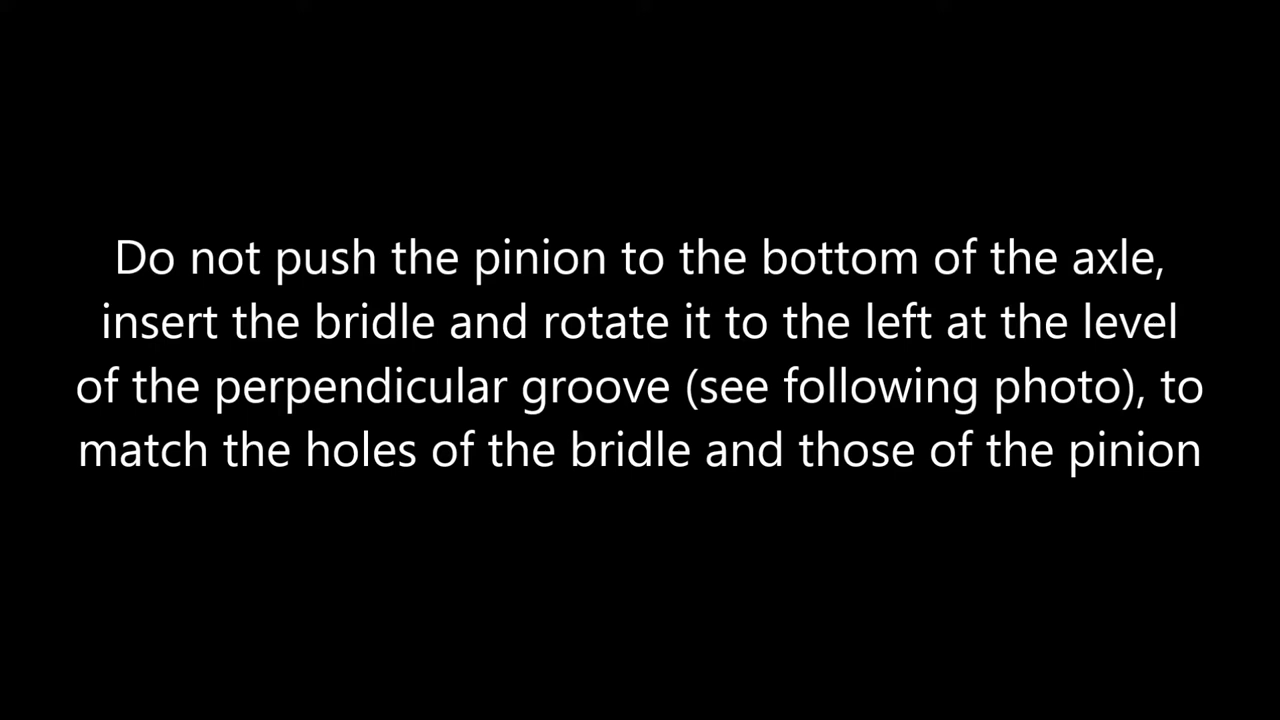 Do not push the pinion to the bottom of the axle,
insert the bridle and rotate it to the left at the level
of the perpendicular groove (see following photo), to
match the holes of the bridle and those of the pinion